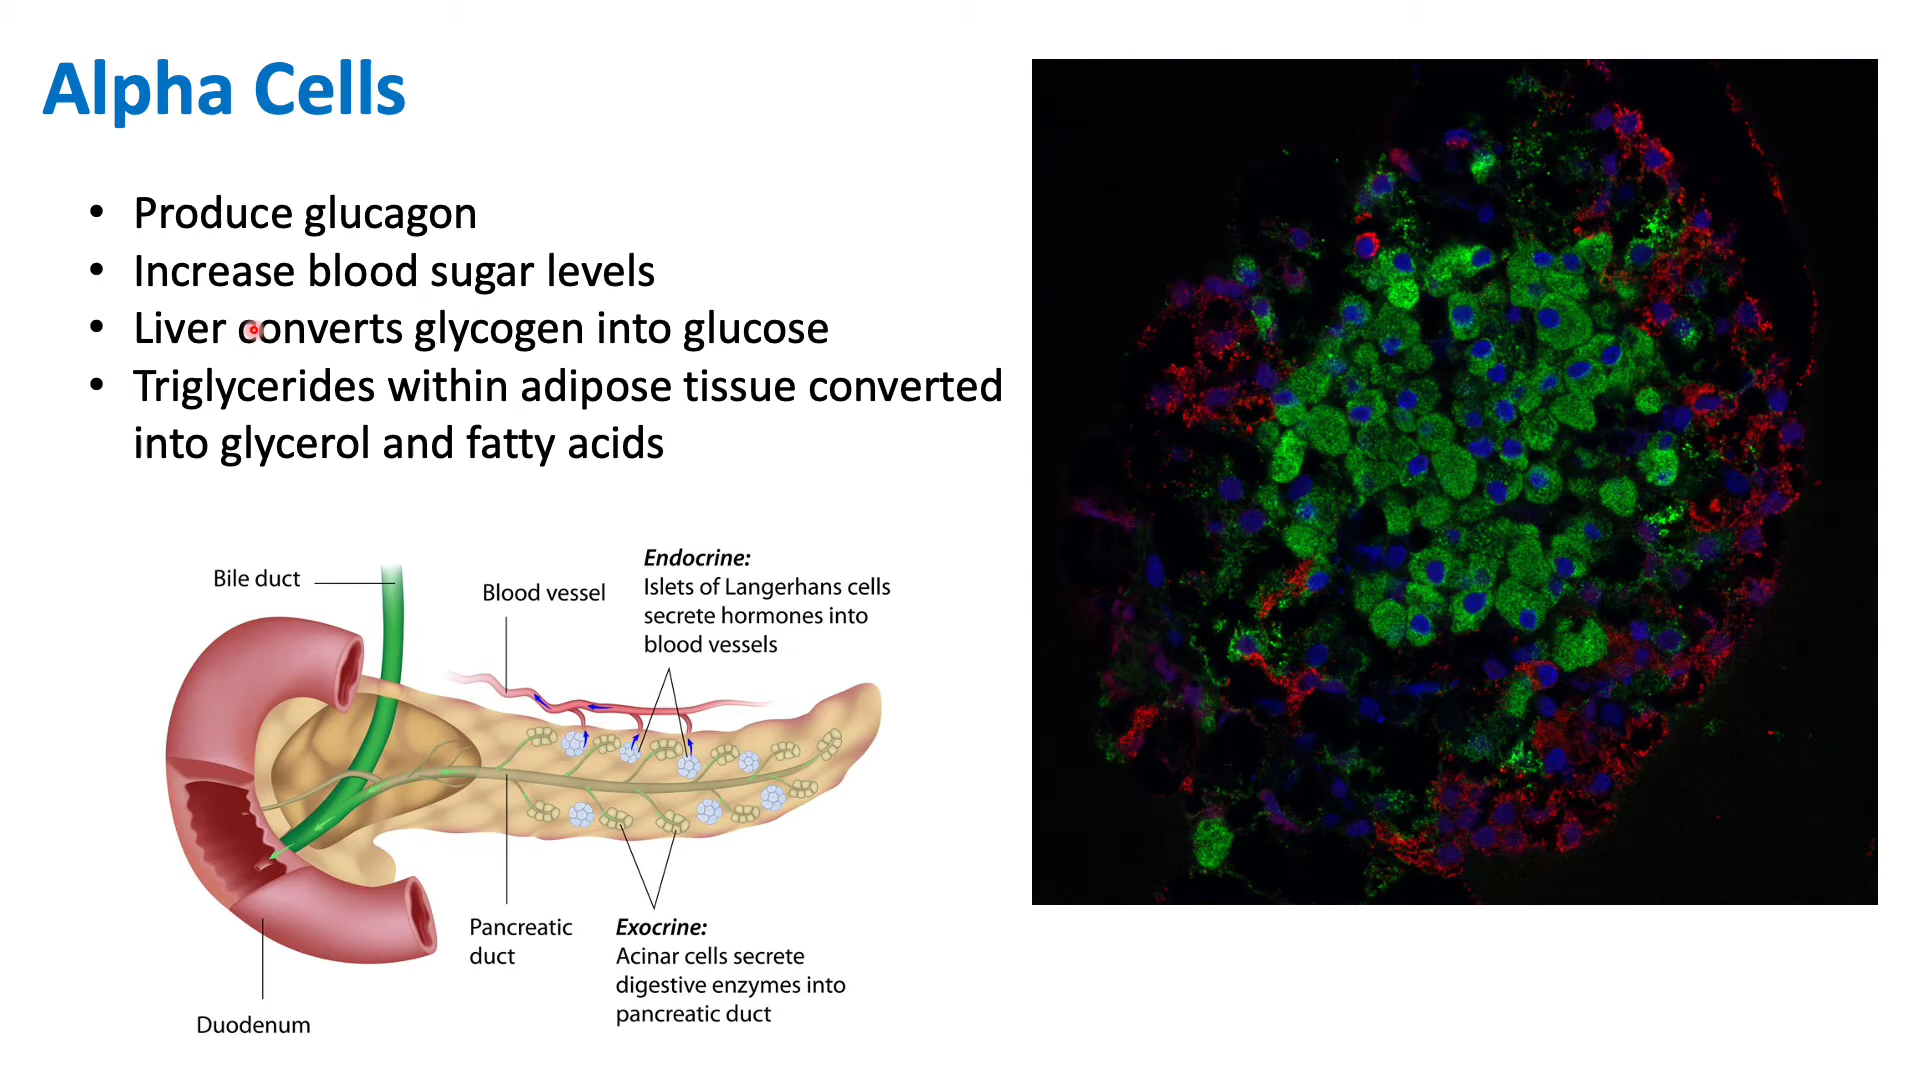 Alpha Cells
• Produce glucagon
• Increase blood sugar levels
• Liver converts glycogen into glucose
• Triglycerides within adipose tissue converted
into glycerol and fatty acids
Bile duct
Blood vessel
Endocrine:
Islets of Langerhans cells
secrete hormones into
blood vessels
Pancreatic
duct
Exocrine:
Acinar cells secrete
digestive enzymes into
pancreatic duct
Duodenum